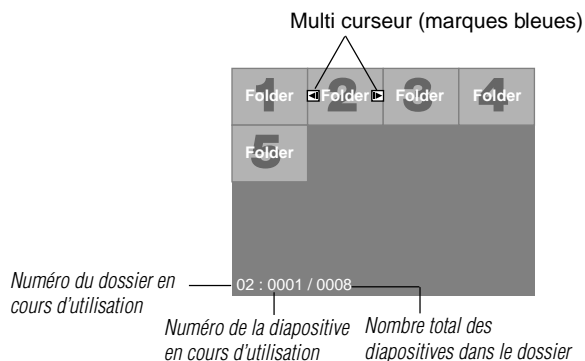 Multi curseur (marques bleues)
1 Folder 2 Folder 3 Folder 4 Folder
5 Folder
02 : 0001 / 0008
Numéro du dossier en
cours d'utilisation
Numéro de la diapositive
en cours d'utilisation
Nombre total des
diapositives dans le dossier